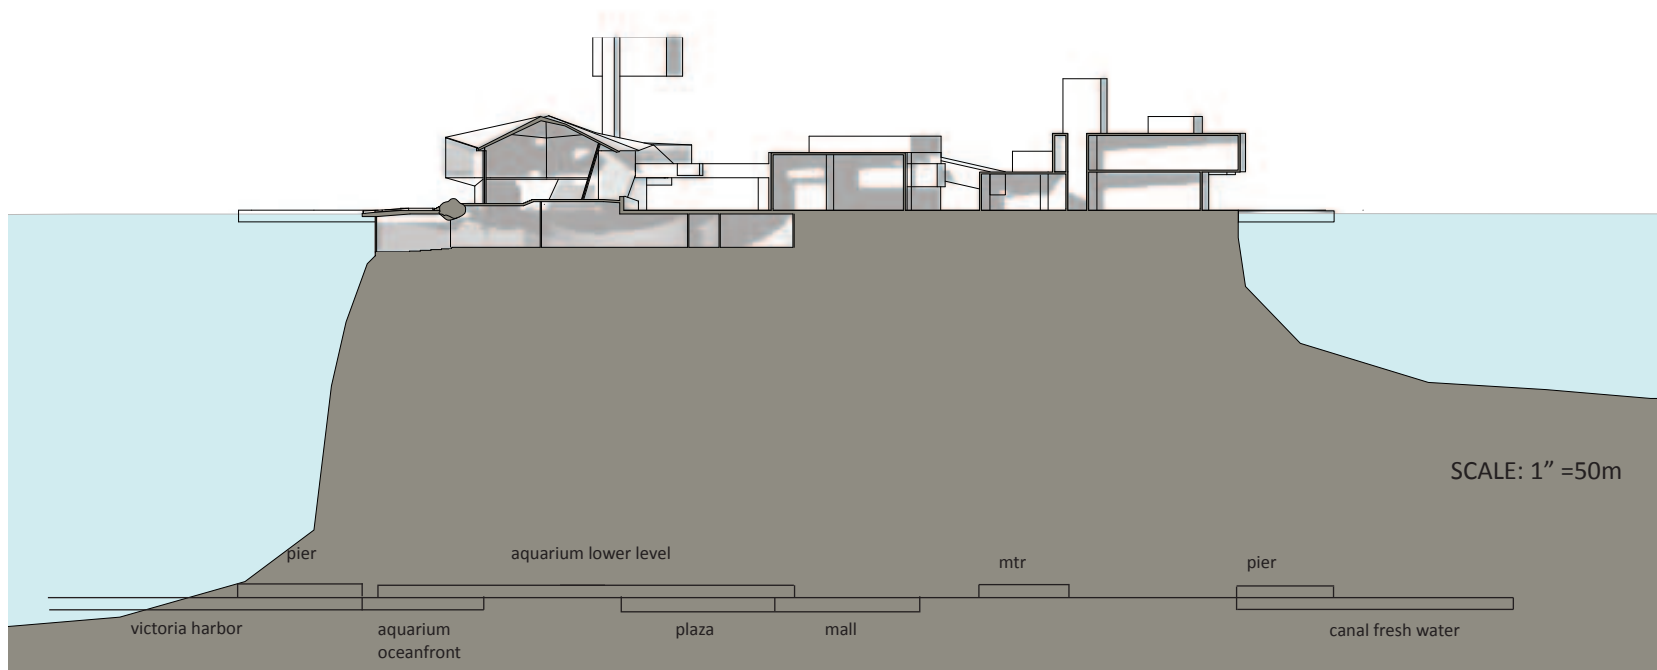 SCALE: 1” =50m
pier
aquarium lower level
mtr
pier
victoria harbor
aquarium
oceanfront
plaza
mall
canal fresh water